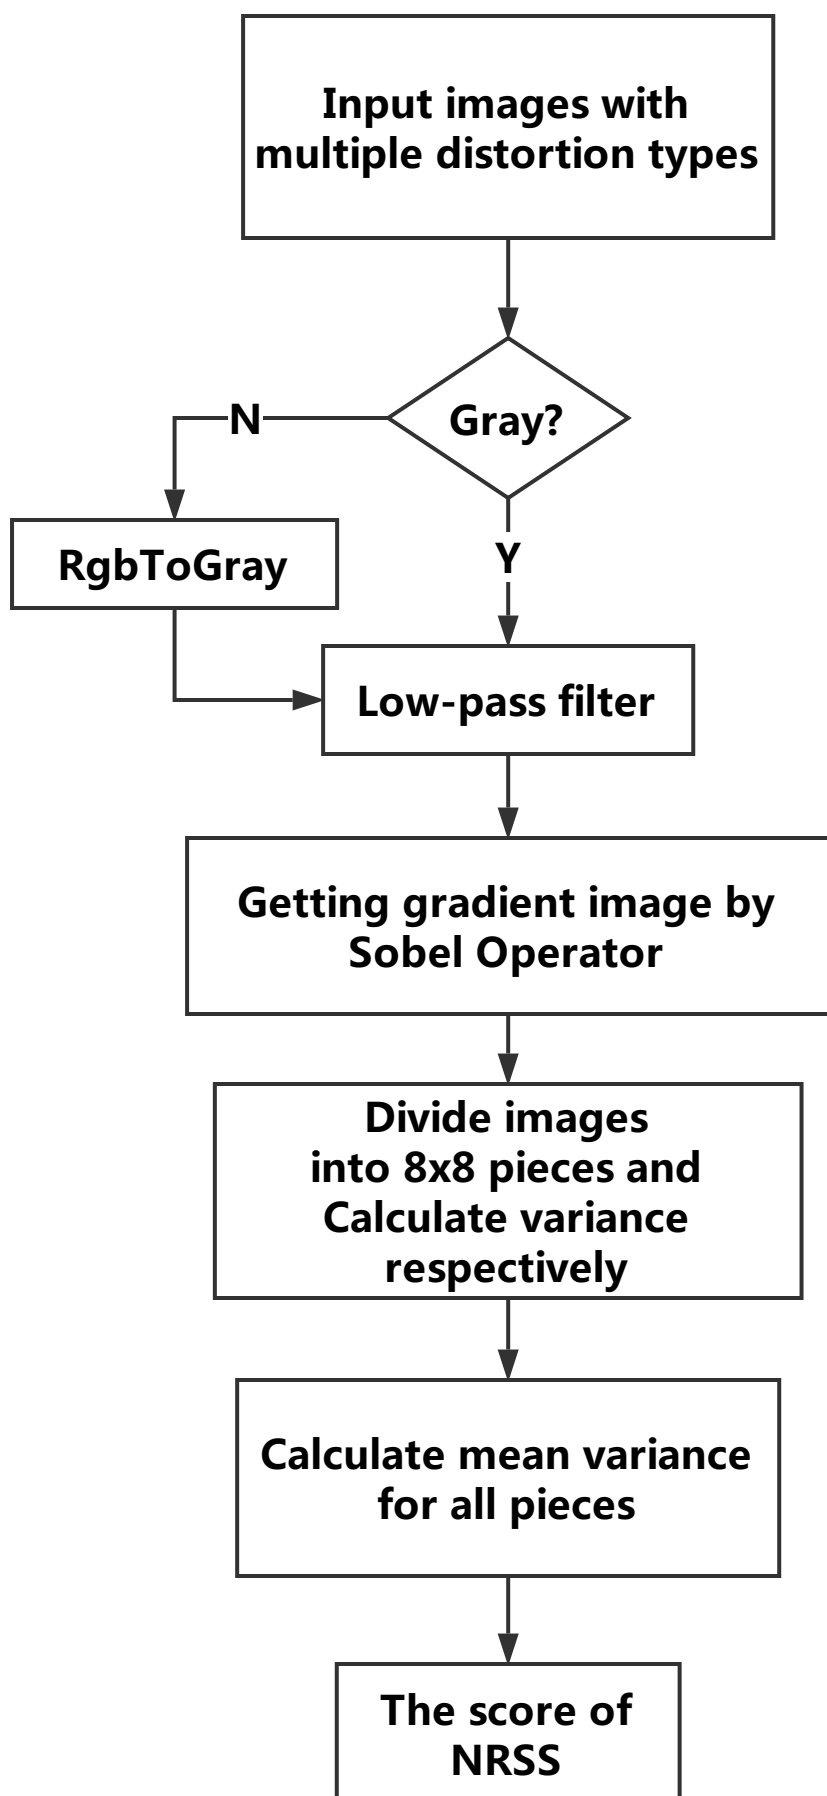 Input images with
multiple distortion types
Gray?
N
RgbToGray
Y
Low-pass filter
Getting gradient image by
Sobel Operator
Divide images
into 8x8 pieces and
Calculate variance
respectively
Calculate mean variance
for all pieces
The score of
NRSS